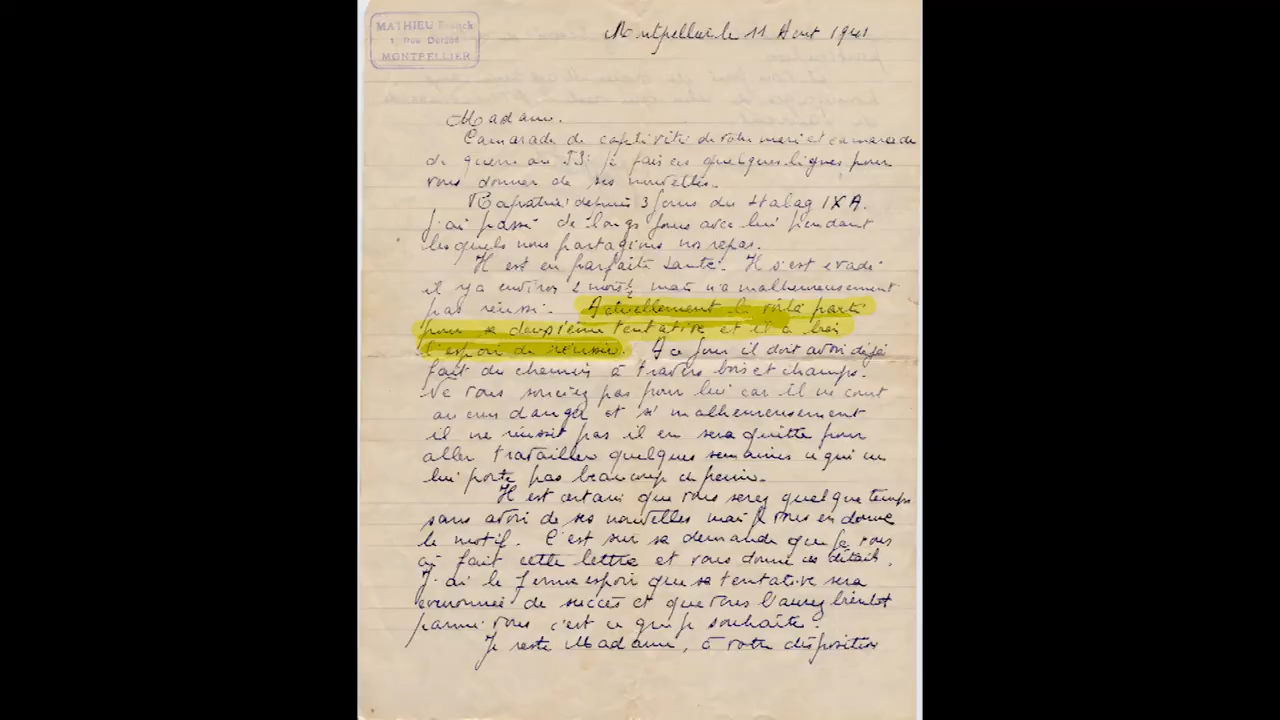 MATHIEU Franck
1 Rue
MONTPELLIER
Montpellier le 11 Aout 1941
Madame.
Camarade de captivité de votre mari et camarade
de guerre au je fais ces quelques lignes pour
vous donner de ses nouvelles.
Rapatrié depuis 3 jours du Stalag IXA.
J'ai passé de longs jours avec lui pendant
lesquels nous partagions nos repas.
Il est en parfaite santé. Il s'est évadé
il y a environ 2 mois ½ mais n'a malheureusement
pas réussi. Actuellement le voilà parti
pour sa deuxième tentative et il a bon
l'espoir de réussir. A ce jour il doit avoir déjà
fait du chemin à travers bois et champs.
Ne vous souciez pas pour lui car il ne court
aucun danger et si malheureusement
il ne réussit pas il en sera quitte pour
aller travailler quelques semaines ce qui ne
lui porte pas beaucoup de peine.
Il est certain que vous serez quelque temps
sans avoir de ses nouvelles mais je vous en donne
le motif. C'est sur sa demande que je vous
ai fait cette lettre et vous donne ces détails.
J'ai le ferme espoir que sa tentative sera
couronnée de succès et que vous l'aurez bientôt
parmi vous c'est ce que je souhaite.
Je reste Madame, à votre disposition